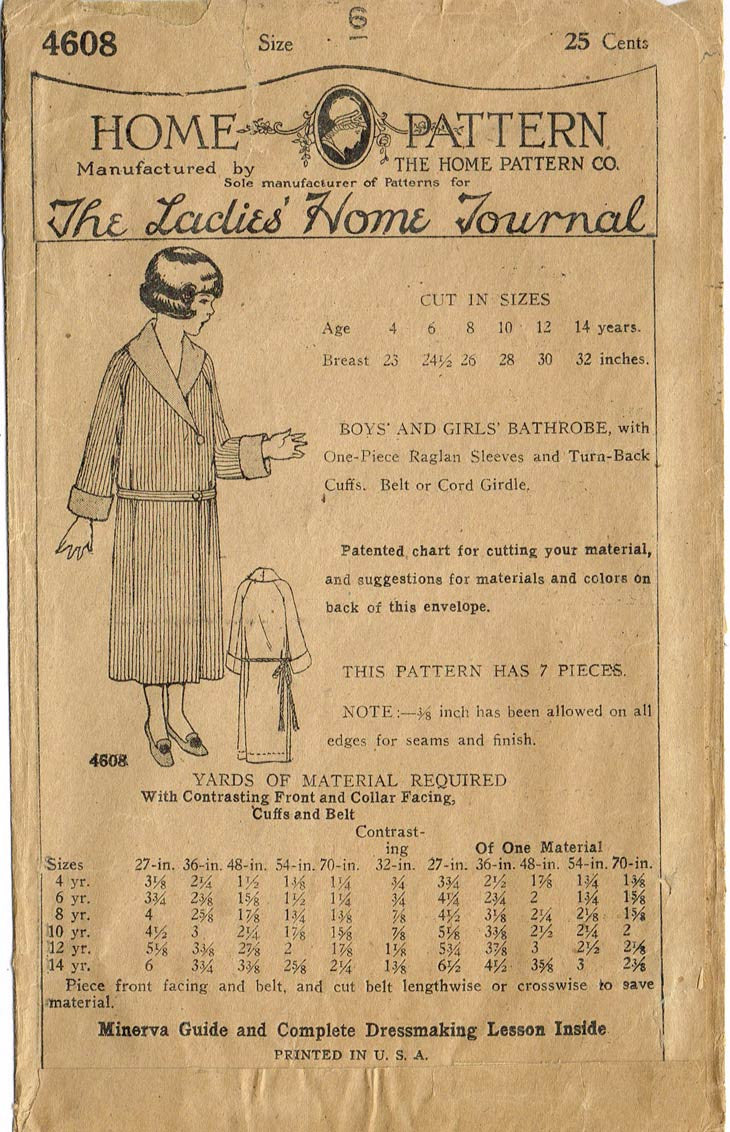 4608 Size 6 25 Cents
HOME PATTERN
Manufactured by THE HOME PATTERN CO.
Sole manufacturer of Patterns for
The Ladies' Home Journal
CUT IN SIZES
Age 4 6 8 10 12 14 years.
Breast 23 24½ 26 28 30 32 inches.
BOYS' AND GIRLS' BATHROBE, with
One-Piece Raglan Sleeves and Turn-Back
Cuffs. Belt or Cord Girdle.
Patented chart for cutting your material,
and suggestions for materials and colors on
back of this envelope.
THIS PATTERN HAS 7 PIECES.
NOTE:—⅜ inch has been allowed on all
edges for seams and finish.
4608
YARDS OF MATERIAL REQUIRED
With Contrasting Front and Collar Facing,
Cuffs and Belt
Contrast-
ing Of One Material
Sizes 27-in. 36-in. 48-in. 54-in. 70-in. 32-in. 27-in. 36-in. 48-in. 54-in. 70-in.
4 yr. 3⅛ 2¼ 1½ 1⅜ 1¼ ¾ 3¾ 2½ 1⅞ 1¾ 1⅜
6 yr. 3¾ 2⅜ 1⅝ 1½ 1¼ ¾ 4¼ 2¾ 2 1¾ 1⅝
8 yr. 4 2⅝ 1⅞ 1¾ 1⅜ ⅞ 4½ 3⅛ 2¼ 2⅛ 1⅝
10 yr. 4½ 3 2¼ 1⅞ 1⅝ ⅞ 5⅛ 3⅜ 2½ 2¼ 2
12 yr. 5⅛ 3⅜ 2⅞ 2 1⅞ 1⅛ 5¾ 3⅞ 3 2½ 2⅛
14 yr. 6 3¾ 3⅜ 2⅝ 2¼ 1⅜ 6½ 4½ 3⅝ 3 2⅜
Piece front facing and belt, and cut belt lengthwise or crosswise to save
material.
Minerva Guide and Complete Dressmaking Lesson Inside
PRINTED IN U. S. A.